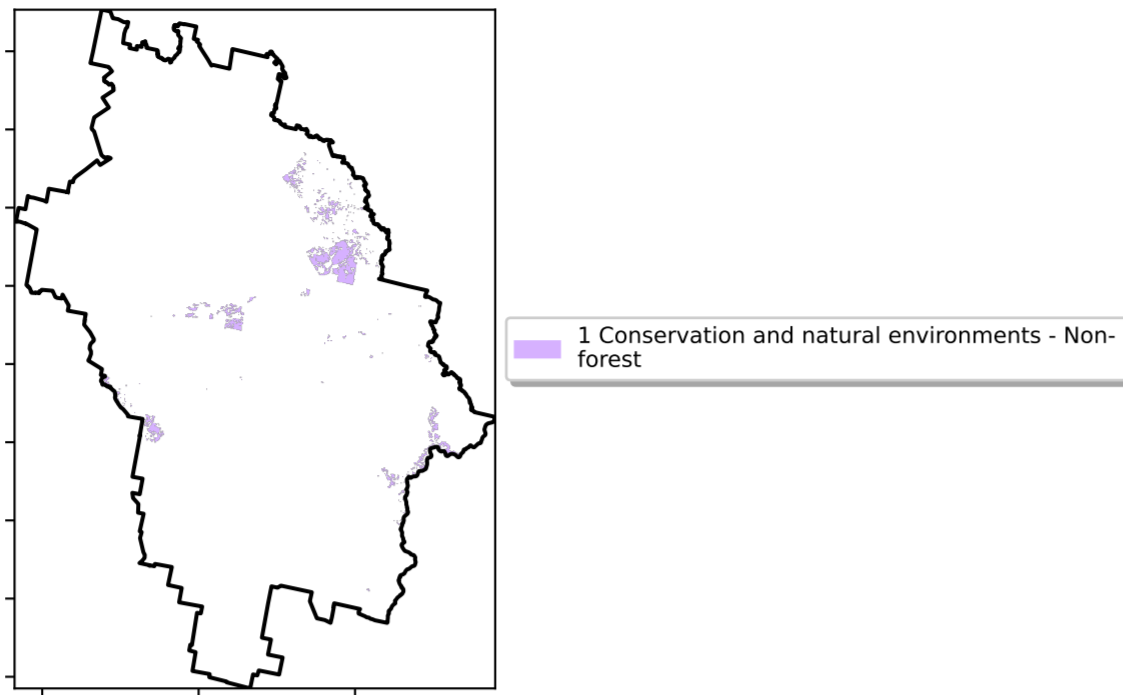 1 Conservation and natural environments - Non-
forest